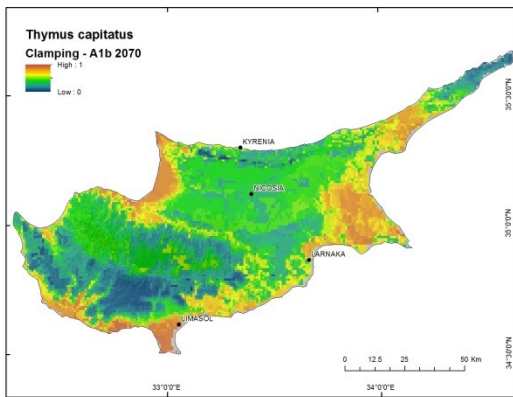 Thymus capitatus
Clamping - A1b 2070
High : 1
Low : 0
35°30'0"N
KYRENIA
NICOSIA
35°0'0"N
LARNAKA
LIMASOL
0 12.5 25 50 Km
34°30'0"N
33°0'0"E 34°0'0"E